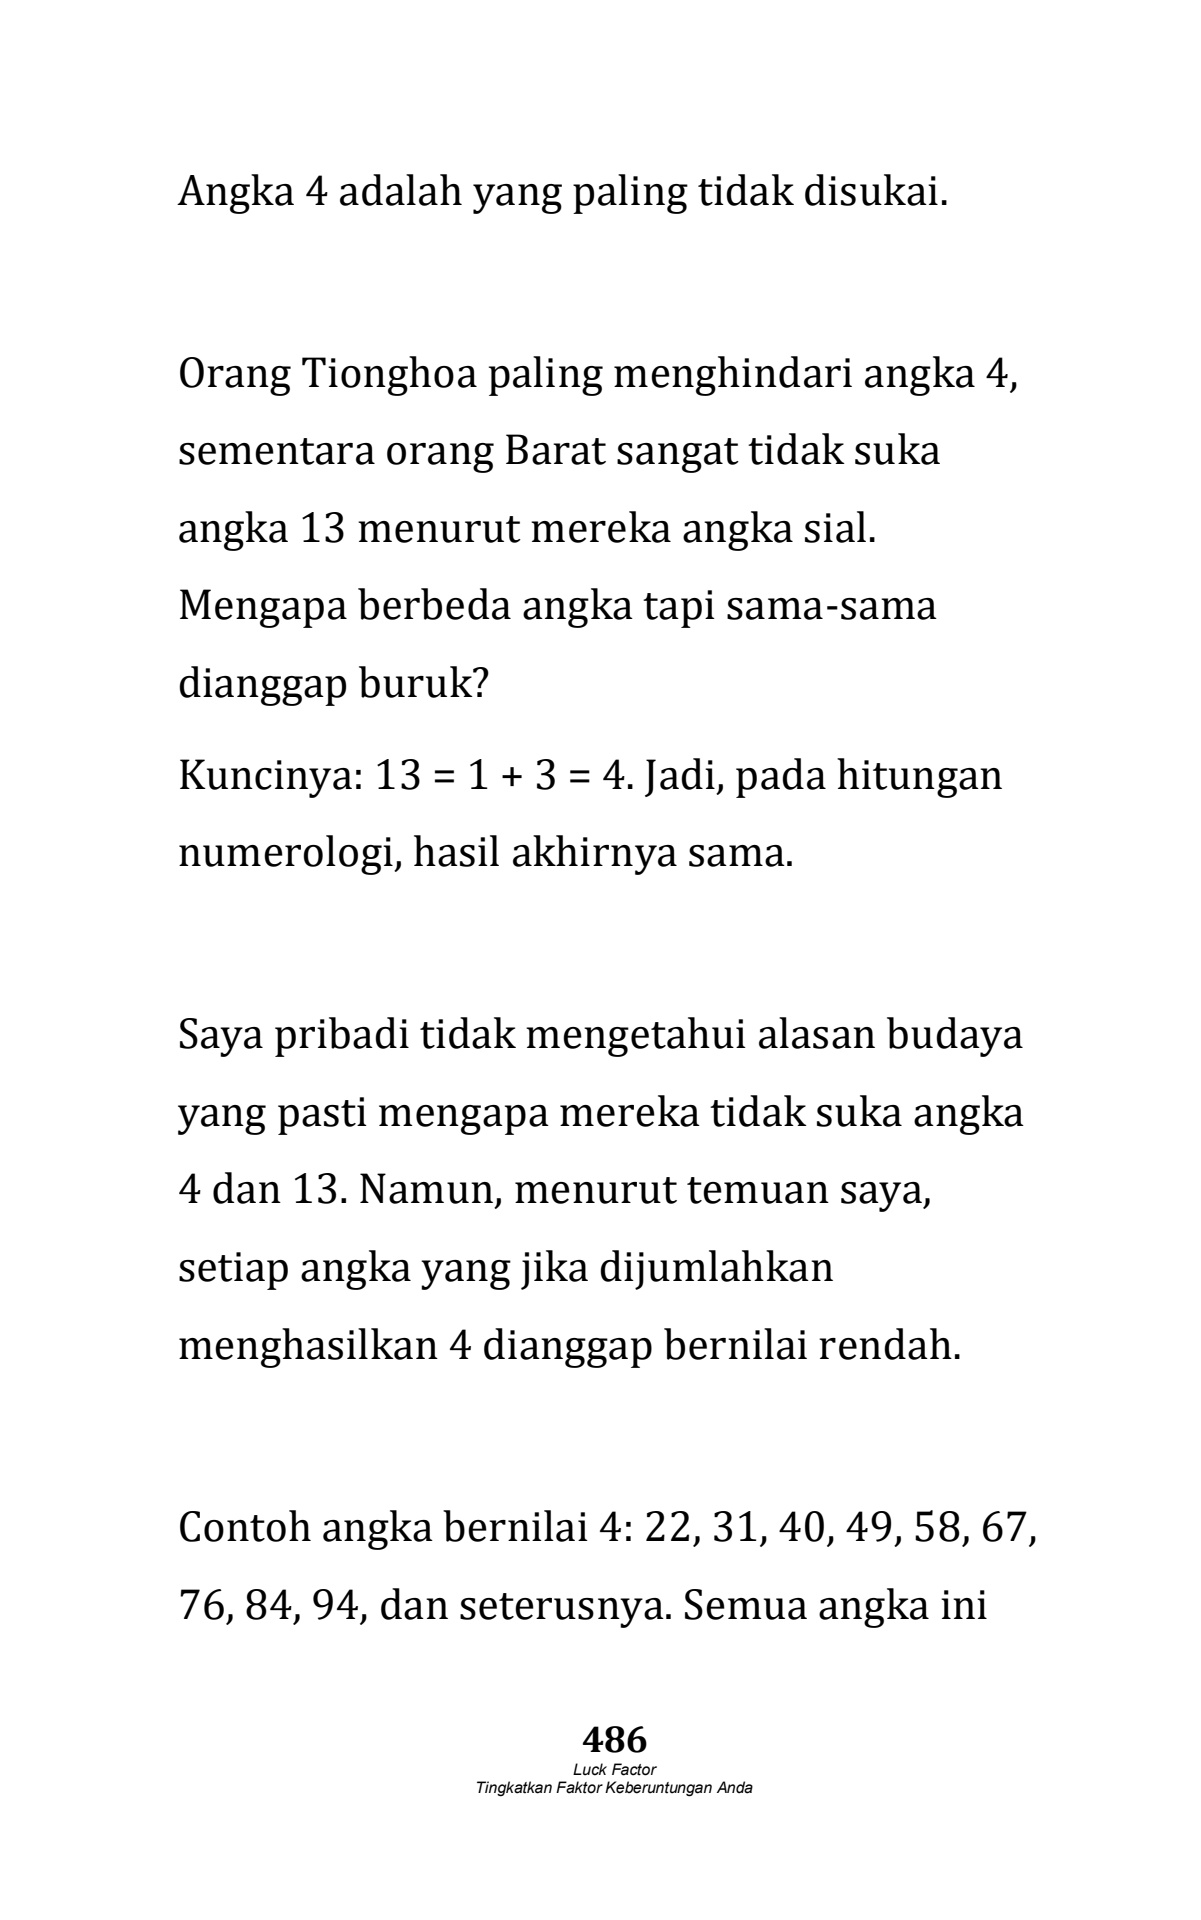 Angka 4 adalah yang paling tidak disukai.
Orang Tionghoa paling menghindari angka 4,
sementara orang Barat sangat tidak suka
angka 13 menurut mereka angka sial.
Mengapa berbeda angka tapi sama-sama
dianggap buruk?
Kuncinya: 13 = 1 + 3 = 4. Jadi, pada hitungan
numerologi, hasil akhirnya sama.
Saya pribadi tidak mengetahui alasan budaya
yang pasti mengapa mereka tidak suka angka
4 dan 13. Namun, menurut temuan saya,
setiap angka yang jika dijumlahkan
menghasilkan 4 dianggap bernilai rendah.
Contoh angka bernilai 4: 22, 31, 40, 49, 58, 67,
76, 84, 94, dan seterusnya. Semua angka ini
486
Luck Factor
Tingkatkan Faktor Keberuntungan Anda